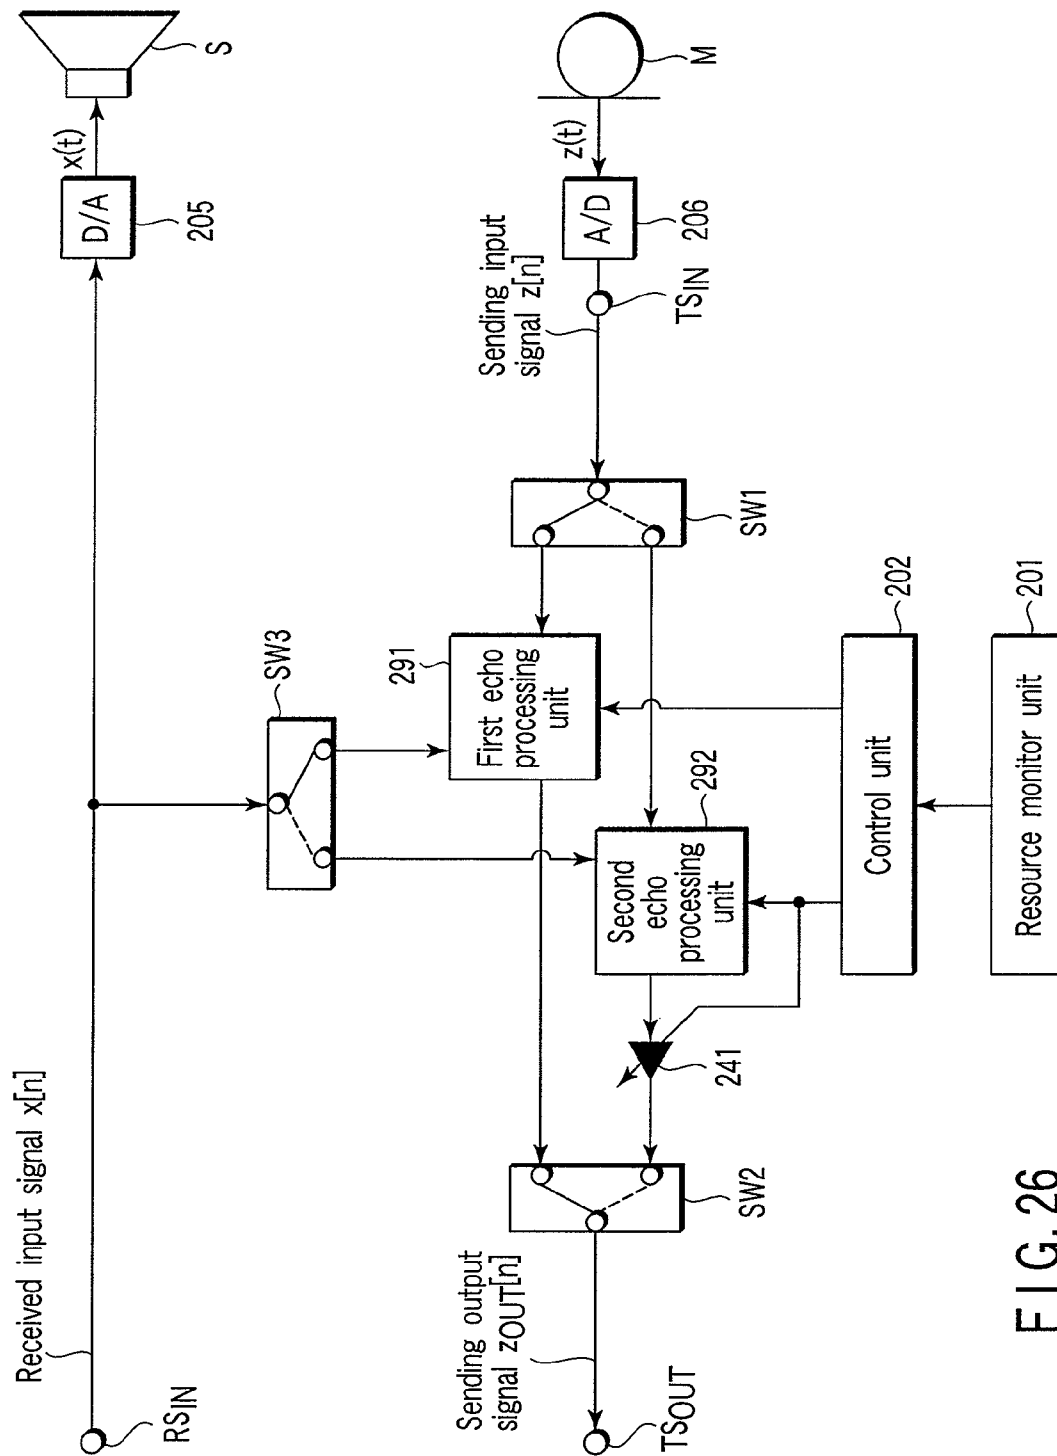 Received input signal x[n]
RSIN
D/A
205
x(t)
S
SW3
Sending output
signal zOUT[n]
TSOUT
SW2
241
First echo
processing
unit
291
Second
echo
processing
unit
292
SW1
Sending input
signal z[n]
TSIN
A/D
206
z(t)
M
Control unit
202
Resource monitor unit
201
FIG. 26